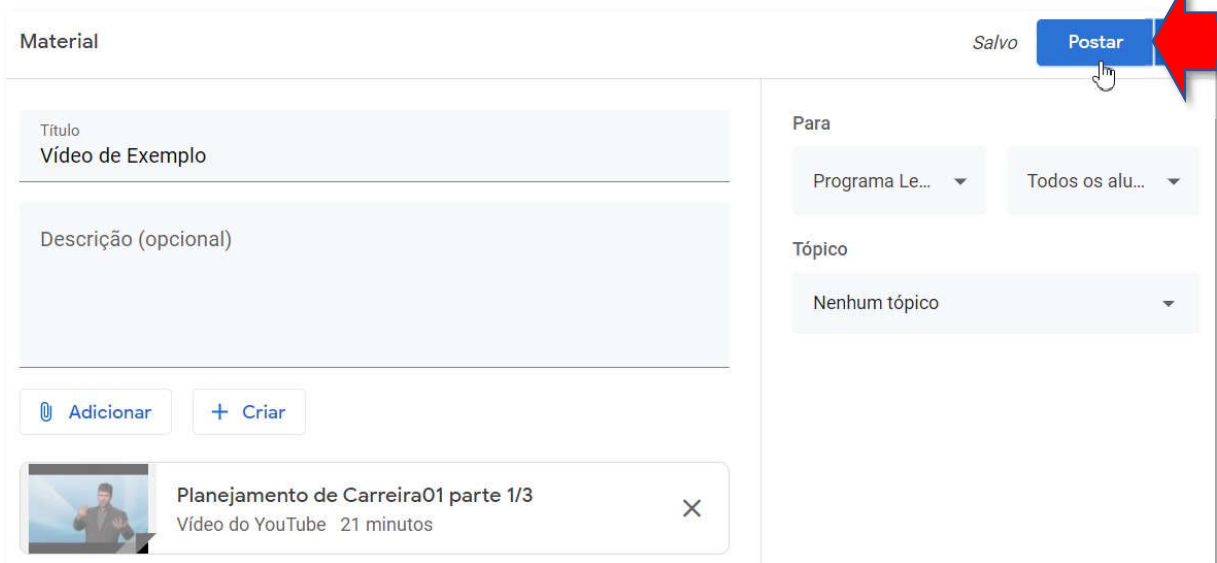 Material
Salvo
Postar
Título
Vídeo de Exemplo
Descrição (opcional)
Adicionar
+ Criar
Planejamento de Carreira01 parte 1/3
Vídeo do YouTube 21 minutos
Para
Programa Le...
Todos os alu...
Tópico
Nenhum tópico